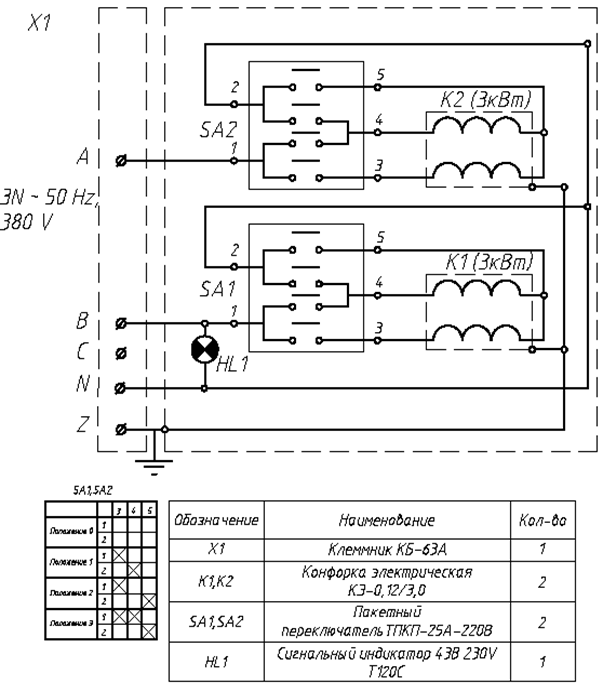 X1
2
5
K2 (3кВт)
SA2
4
1
A
3
3N ~ 50 Hz,
380 V
2
5
K1 (3кВт)
SA1
4
B
1
3
C
HL1
N
Z
SA1,SA2
3 4 5
Положение 0 1
2
Положение 1 1
2
Положение 2 1
2
Положение 3 1
2
Обозначение Наименование Кол-во
X1 Клеммник КБ-63А 1
K1,K2 Конфорка электрическая
КЭ-0,12/3,0 2
SA1,SA2 Пакетный
переключатель ТПКП-25А-220В 2
HL1 Сигнальный индикатор 43В 230V
T120C 1